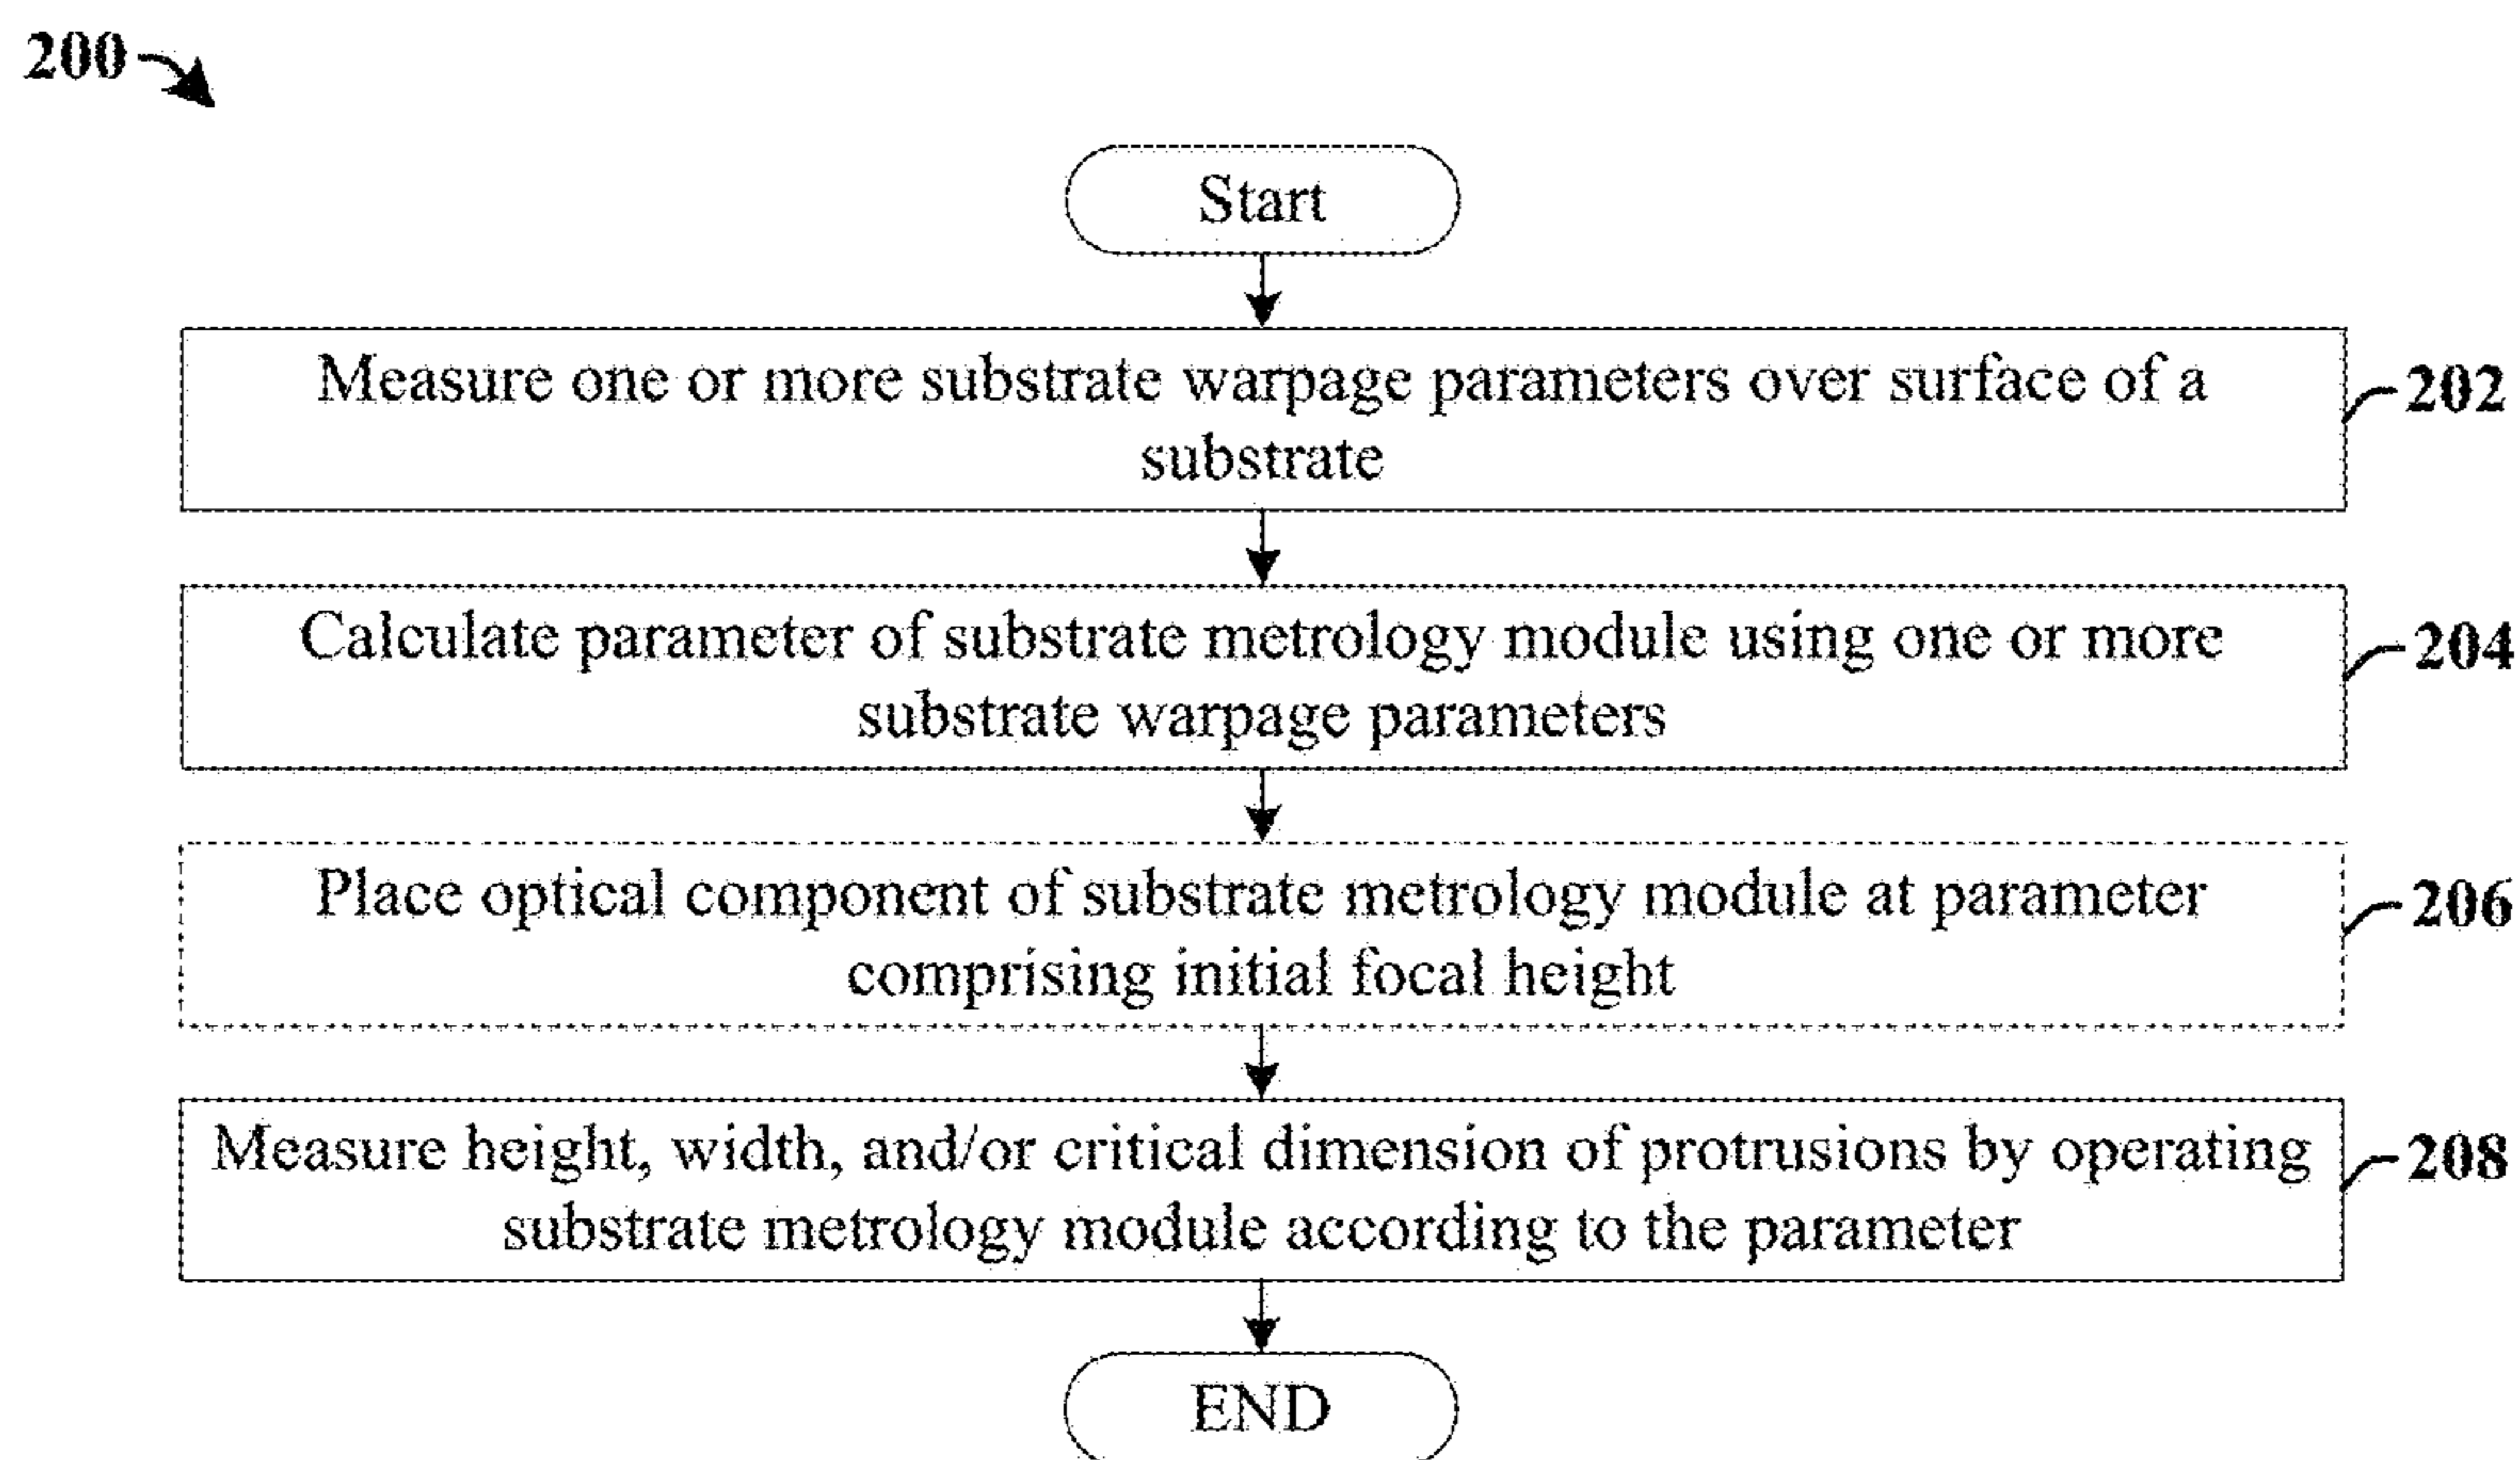 200
Start
Measure one or more substrate warpage parameters over surface of a
substrate
202
Calculate parameter of substrate metrology module using one or more
substrate warpage parameters
204
Place optical component of substrate metrology module at parameter
comprising initial focal height
206
Measure height, width, and/or critical dimension of protrusions by operating
substrate metrology module according to the parameter
208
END